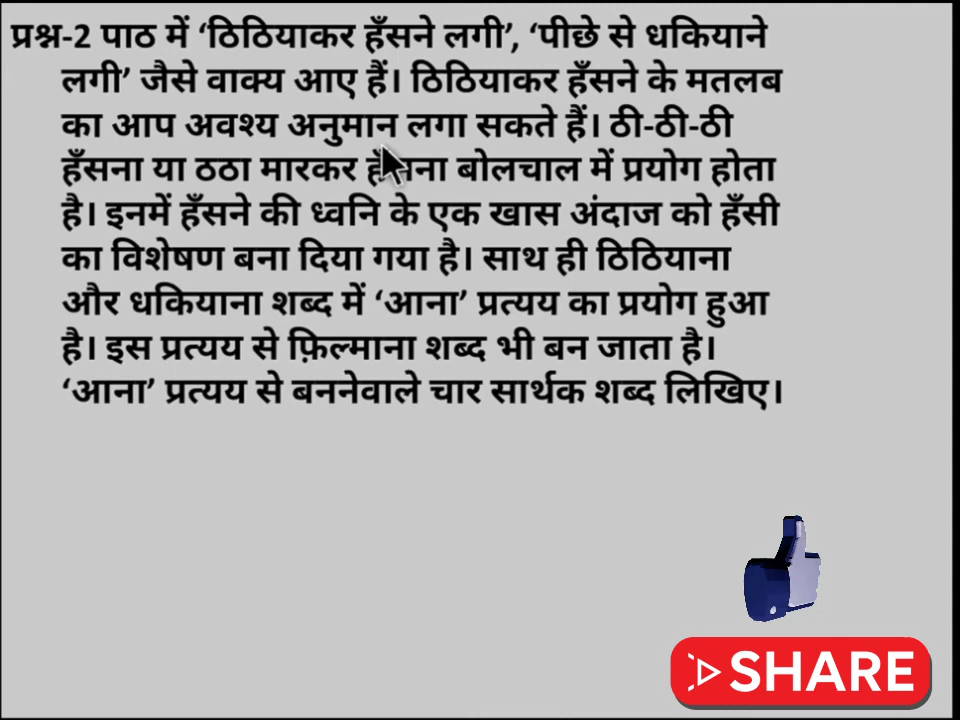 प्रश्न-2 पाठ में ‘ठिठियाकर हँसने लगी’, ‘पीछे से धकियाने
लगी’ जैसे वाक्य आए हैं। ठिठियाकर हँसने के मतलब
का आप अवश्य अनुमान लगा सकते हैं। ठी-ठी-ठी
हँसना या ठठा मारकर हँसना बोलचाल में प्रयोग होता
है। इनमें हँसने की ध्वनि के एक खास अंदाज को हँसी
का विशेषण बना दिया गया है। साथ ही ठिठियाना
और धकियाना शब्द में ‘आना’ प्रत्यय का प्रयोग हुआ
है। इस प्रत्यय से फ़िल्माना शब्द भी बन जाता है।
‘आना’ प्रत्यय से बननेवाले चार सार्थक शब्द लिखिए।
SHARE